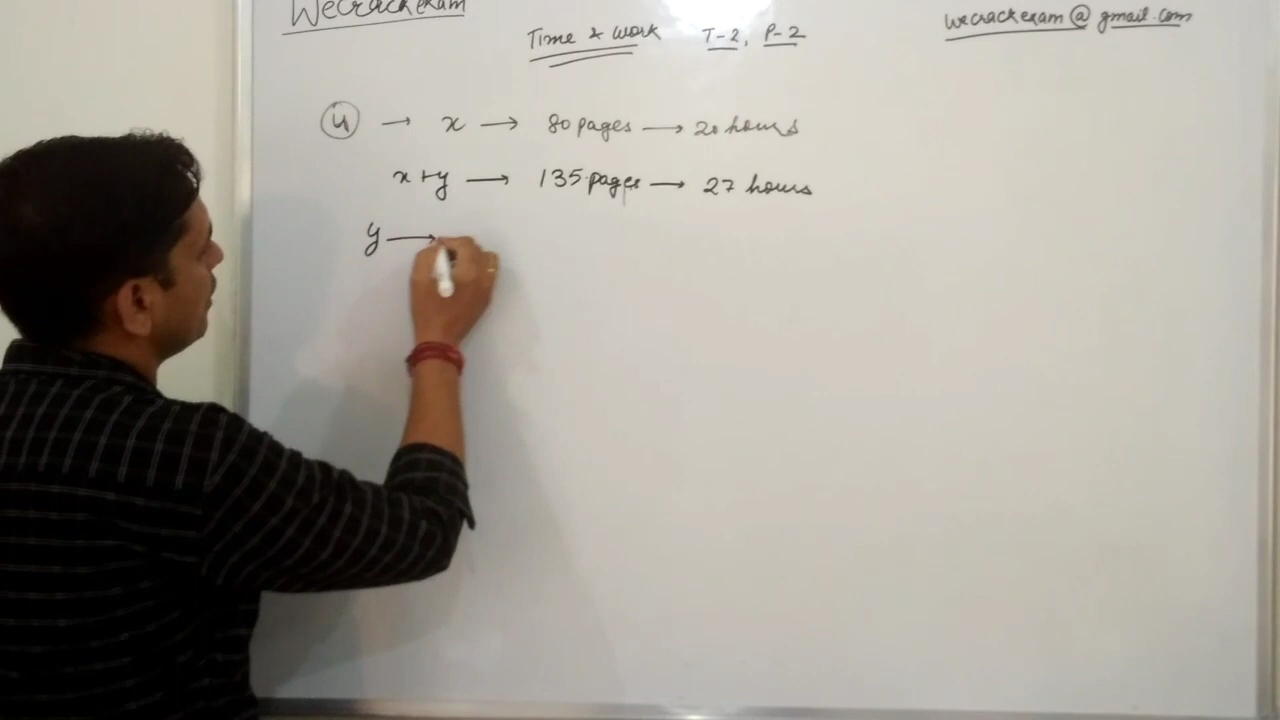 Wecrackexam
Time & work T-2, P-2
wecrackexam@gmail.com
4 → x → 80 pages → 20 hours
x+y → 135 pages → 27 hours
y →